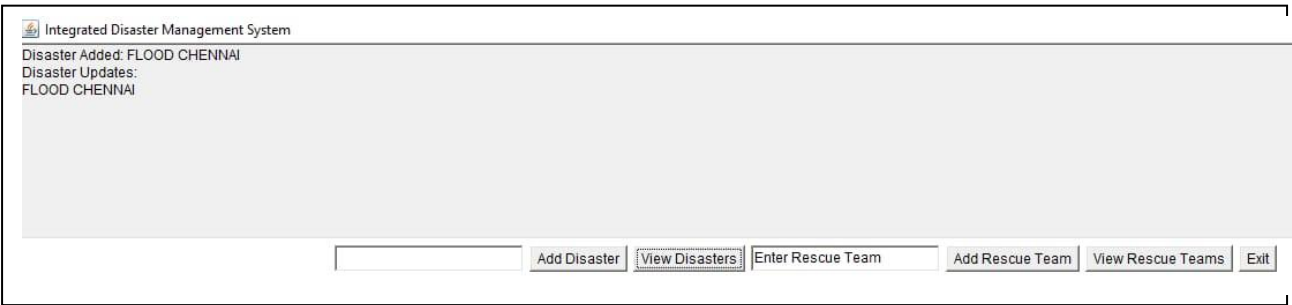 Integrated Disaster Management System
Disaster Added: FLOOD CHENNAI
Disaster Updates:
FLOOD CHENNAI
Add Disaster View Disasters Enter Rescue Team Add Rescue Team View Rescue Teams Exit